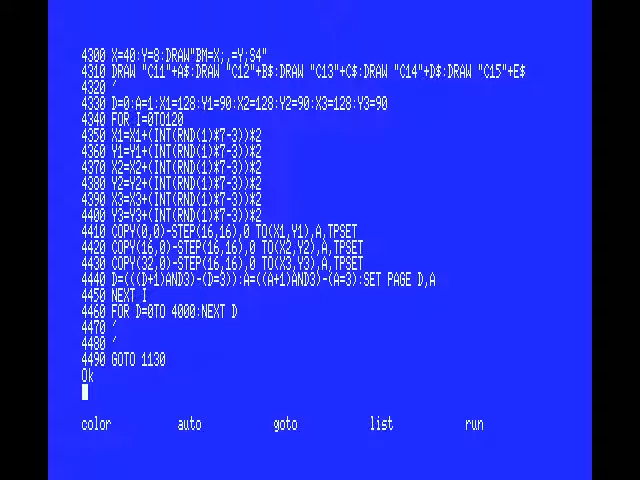 4300 X=40:Y=8:DRAW"BM=X;,=Y;S4"
4310 DRAW "C11"+A$:DRAW "C12"+B$:DRAW "C13"+C$:DRAW "C14"+D$:DRAW "C15"+E$
4320 '
4330 D=0:A=1:X1=128:Y1=90:X2=128:Y2=90:X3=128:Y3=90
4340 FOR I=0TO120
4350 X1=X1+(INT(RND(1)*7-3))*2
4360 Y1=Y1+(INT(RND(1)*7-3))*2
4370 X2=X2+(INT(RND(1)*7-3))*2
4380 Y2=Y2+(INT(RND(1)*7-3))*2
4390 X3=X3+(INT(RND(1)*7-3))*2
4400 Y3=Y3+(INT(RND(1)*7-3))*2
4410 COPY(0,0)-STEP(16,16),0 TO(X1,Y1),A,TPSET
4420 COPY(16,0)-STEP(16,16),0 TO(X2,Y2),A,TPSET
4430 COPY(32,0)-STEP(16,16),0 TO(X3,Y3),A,TPSET
4440 D=(((D+1)AND3)-(D=3)):A=((A+1)AND3)-(A=3):SET PAGE D,A
4450 NEXT I
4460 FOR D=0TO 4000:NEXT D
4470 '
4480 '
4490 GOTO 1130
Ok
color auto goto list run